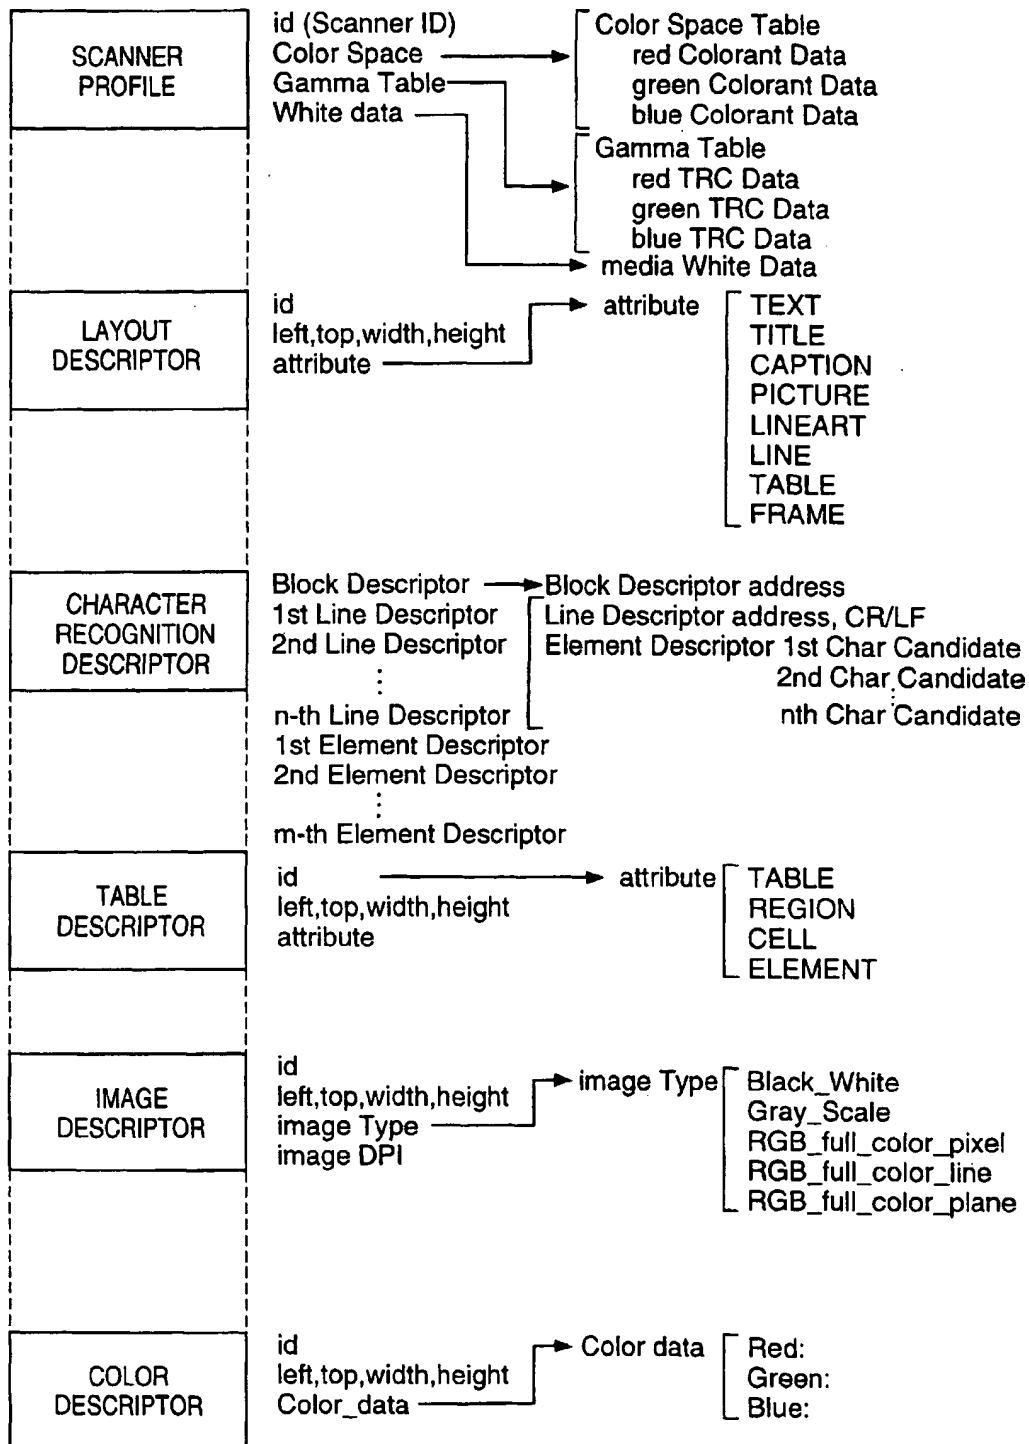 SCANNER
PROFILE
id (Scanner ID)
Color Space
Gamma Table
White data
Color Space Table
red Colorant Data
green Colorant Data
blue Colorant Data
Gamma Table
red TRC Data
green TRC Data
blue TRC Data
media White Data
LAYOUT
DESCRIPTOR
id
left,top,width,height
attribute
attribute
TEXT
TITLE
CAPTION
PICTURE
LINEART
LINE
TABLE
FRAME
CHARACTER
RECOGNITION
DESCRIPTOR
Block Descriptor
1st Line Descriptor
2nd Line Descriptor
n-th Line Descriptor
1st Element Descriptor
2nd Element Descriptor
m-th Element Descriptor
Block Descriptor address
Line Descriptor address, CR/LF
Element Descriptor 1st Char Candidate
2nd Char Candidate
nth Char Candidate
TABLE
DESCRIPTOR
id
left,top,width,height
attribute
attribute
TABLE
REGION
CELL
ELEMENT
IMAGE
DESCRIPTOR
id
left,top,width,height
image Type
image DPI
image Type
Black_White
Gray_Scale
RGB_full_color_pixel
RGB_full_color_line
RGB_full_color_plane
COLOR
DESCRIPTOR
id
left,top,width,height
Color_data
Color data
Red:
Green:
Blue: